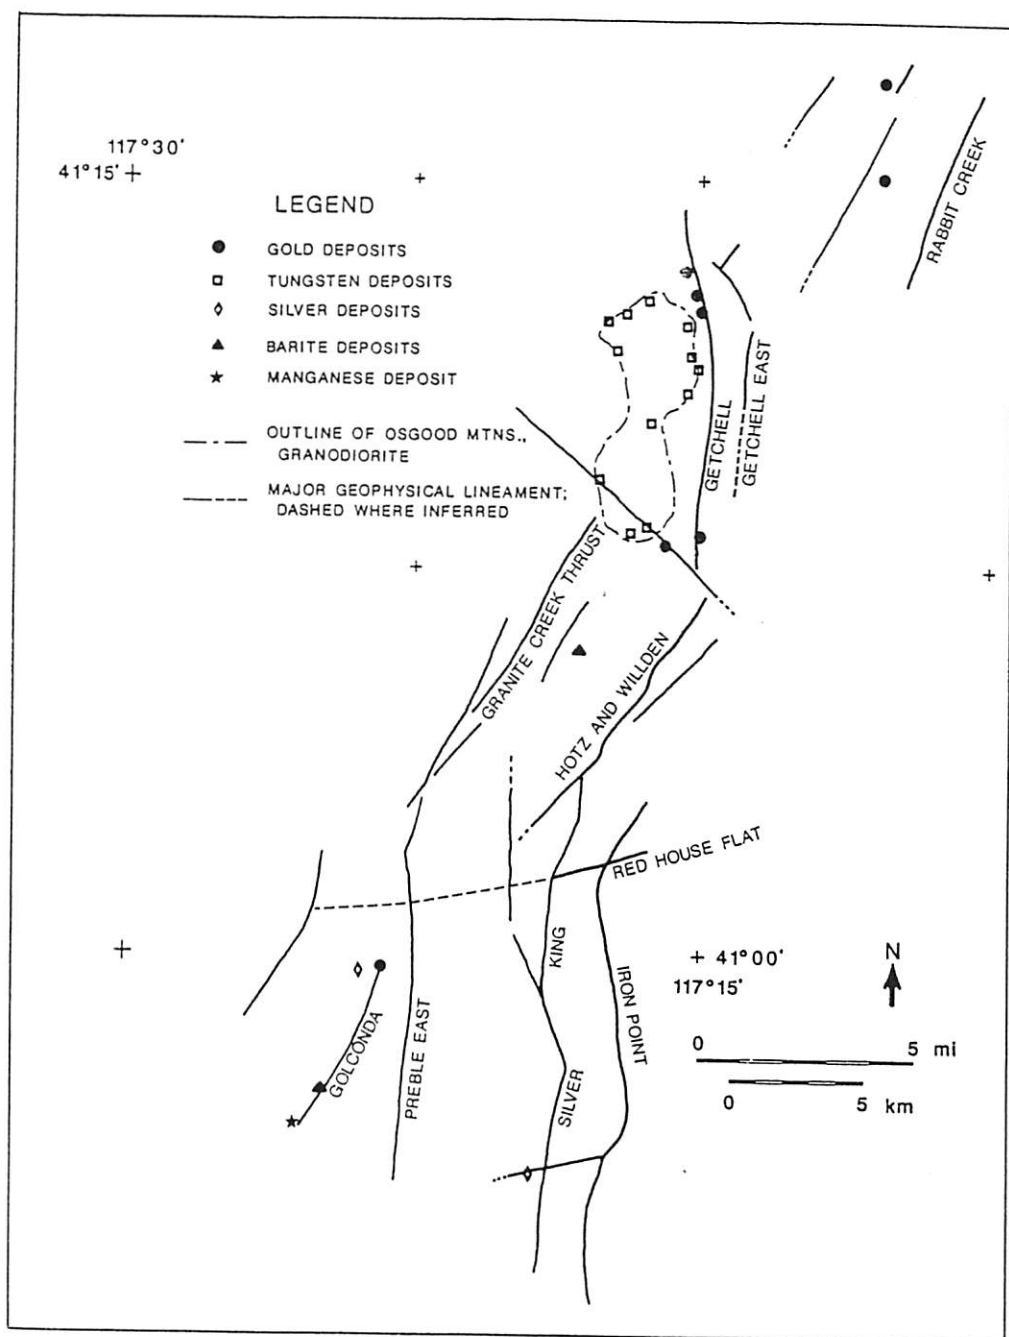 117°30'
41°15'
LEGEND
GOLD DEPOSITS
TUNGSTEN DEPOSITS
SILVER DEPOSITS
BARITE DEPOSITS
MANGANESE DEPOSIT
OUTLINE OF OSGOOD MTNS.,
GRANODIORITE
MAJOR GEOPHYSICAL LINEAMENT;
DASHED WHERE INFERRED
RABBIT CREEK
GETCHELL
GETCHELL EAST
GRANITE CREEK THRUST
HOTZ AND WILLDEN
RED HOUSE FLAT
KING
SILVER
IRON POINT
PREBLE EAST
GOLCONDA
41°00'
117°15'
N
0 5 mi
0 5 km